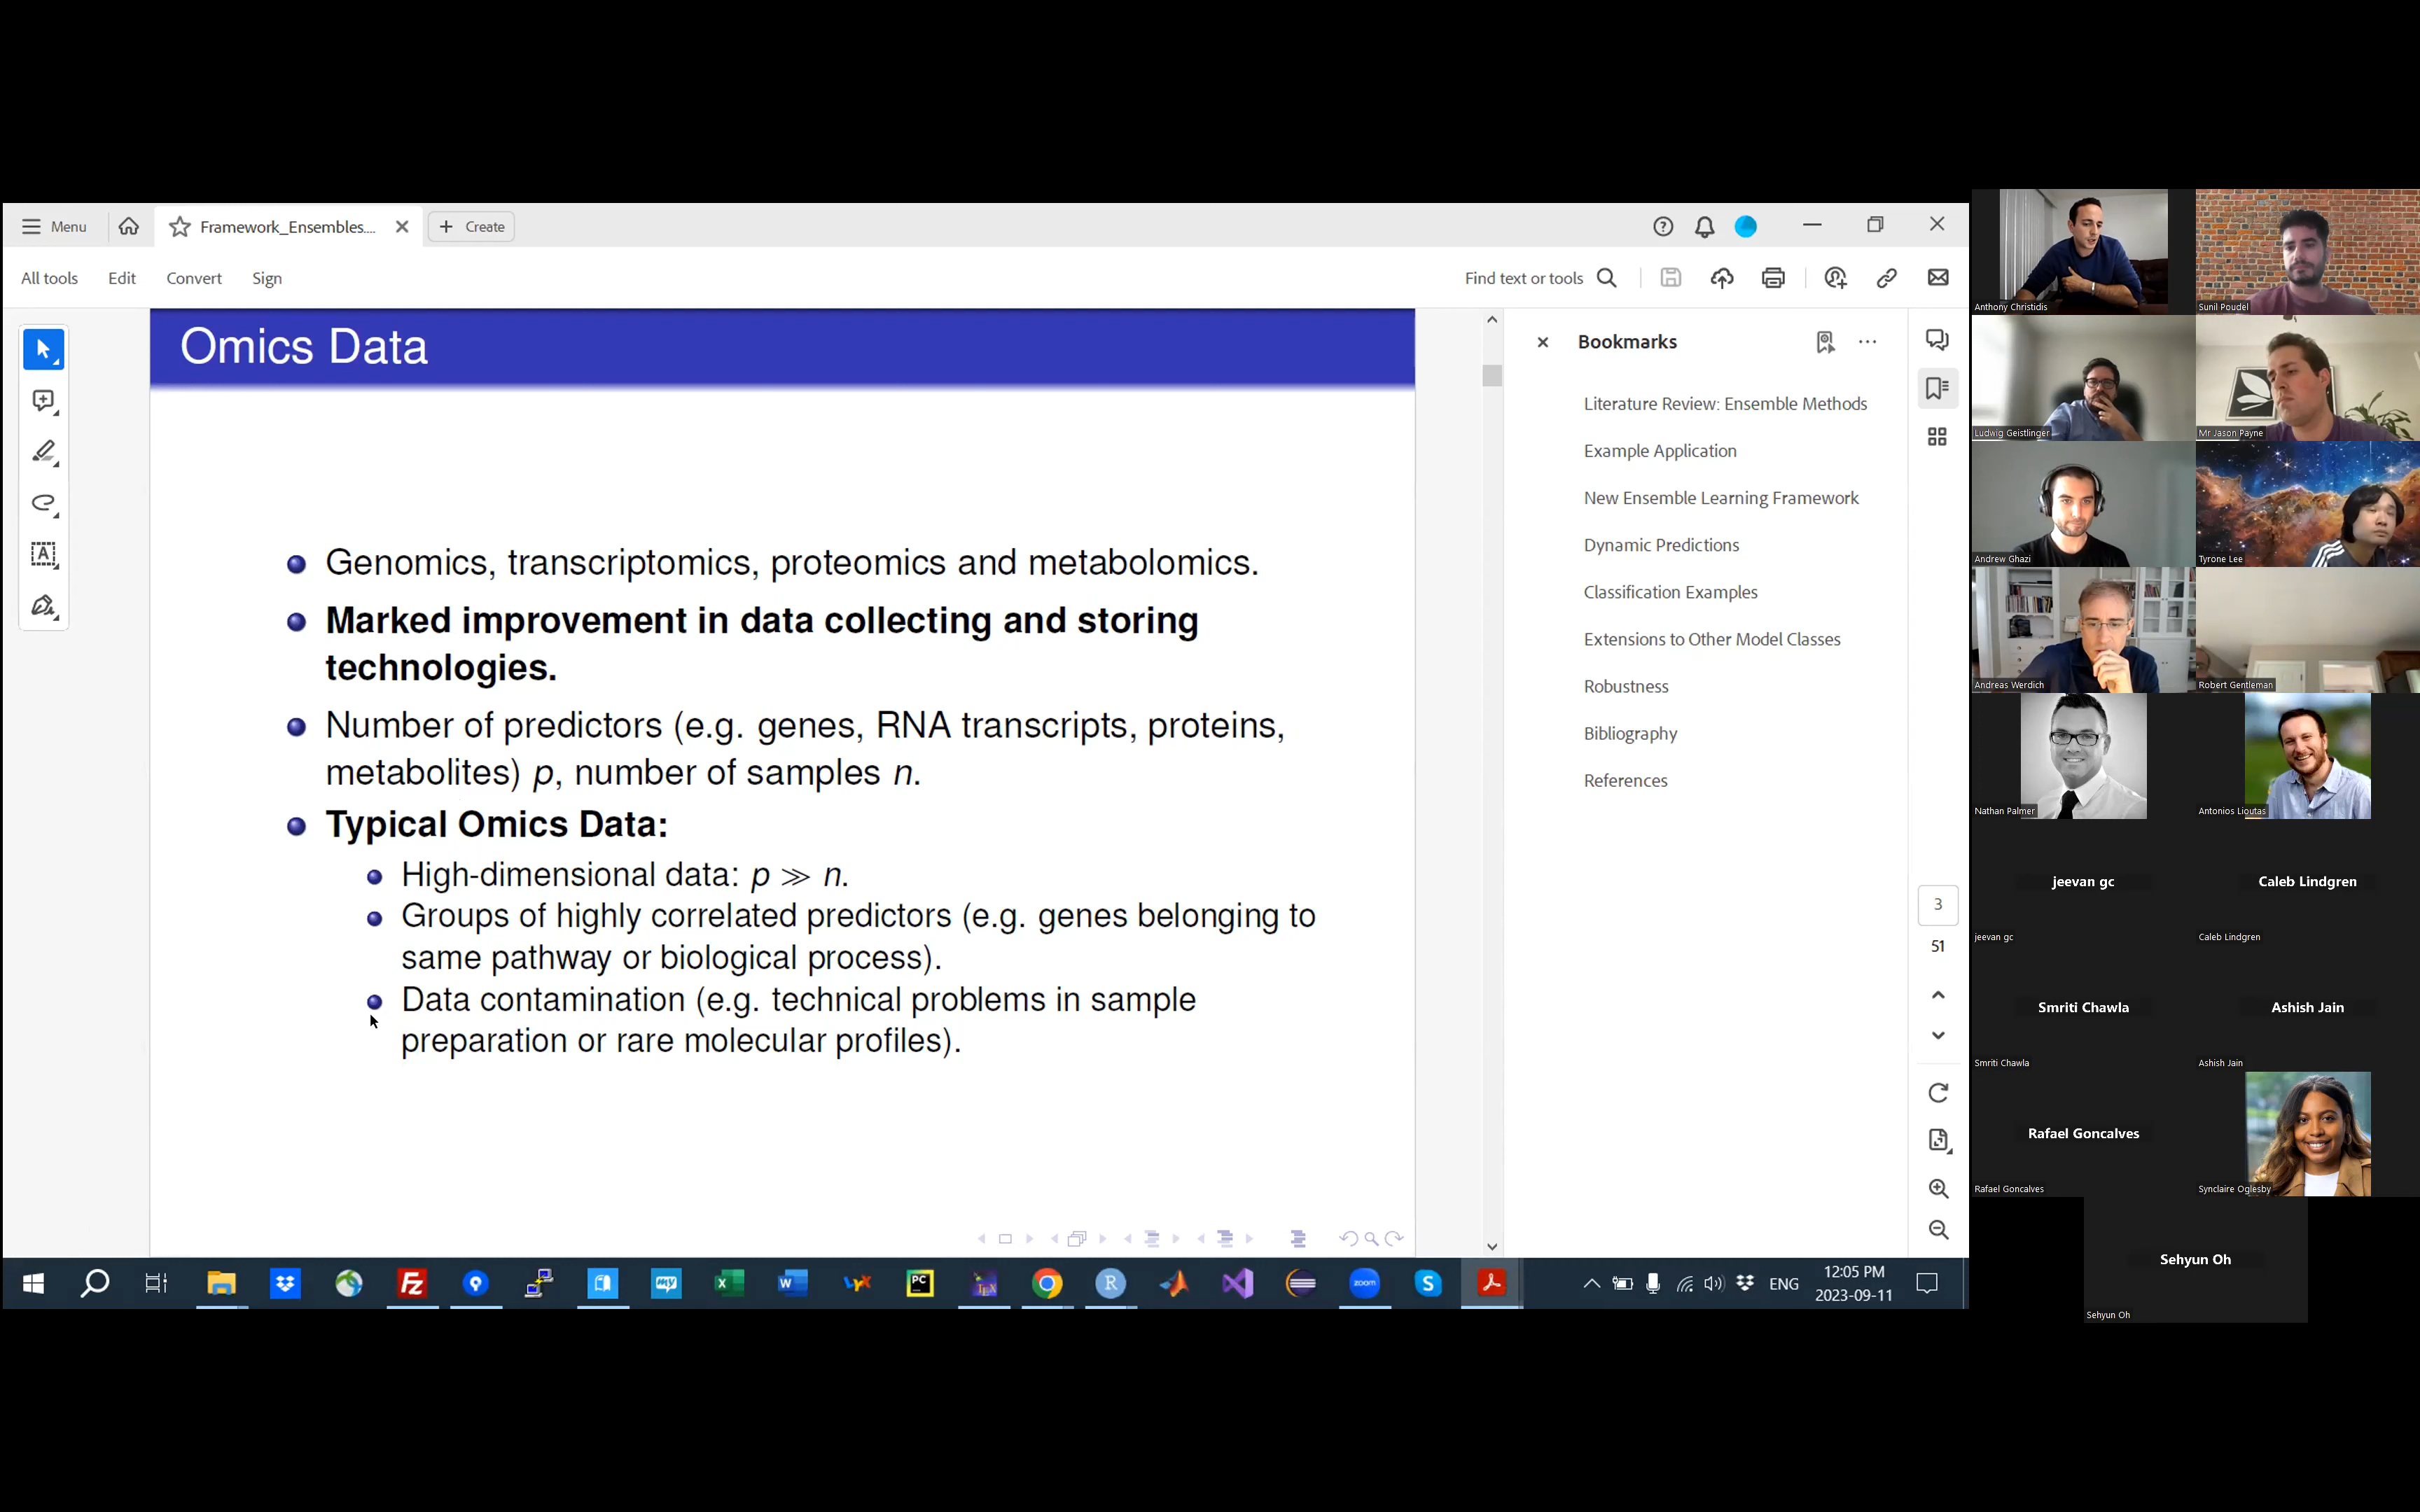 Menu
Framework_Ensembles....
Create
All tools
Edit
Convert
Sign
Find text or tools
Omics Data
Genomics, transcriptomics, proteomics and metabolomics.
Marked improvement in data collecting and storing
technologies.
Number of predictors (e.g. genes, RNA transcripts, proteins,
metabolites) p, number of samples n.
Typical Omics Data:
High-dimensional data: p ≫ n.
Groups of highly correlated predictors (e.g. genes belonging to
same pathway or biological process).
Data contamination (e.g. technical problems in sample
preparation or rare molecular profiles).
Bookmarks
Literature Review: Ensemble Methods
Example Application
New Ensemble Learning Framework
Dynamic Predictions
Classification Examples
Extensions to Other Model Classes
Robustness
Bibliography
References
3
51
ENG
12:05 PM
2023-09-11
Anthony Christidis
Sunil Poudel
Ludwig Geistlinger
Mr Jason Payne
Andrew Ghazi
Tyrone Lee
Andreas Werdich
Robert Gentleman
Nathan Palmer
Antonios Lioutas
jeevan gc
jeevan gc
Caleb Lindgren
Caleb Lindgren
Smriti Chawla
Smriti Chawla
Ashish Jain
Ashish Jain
Rafael Goncalves
Rafael Goncalves
Synclaire Oglesby
Sehyun Oh
Sehyun Oh